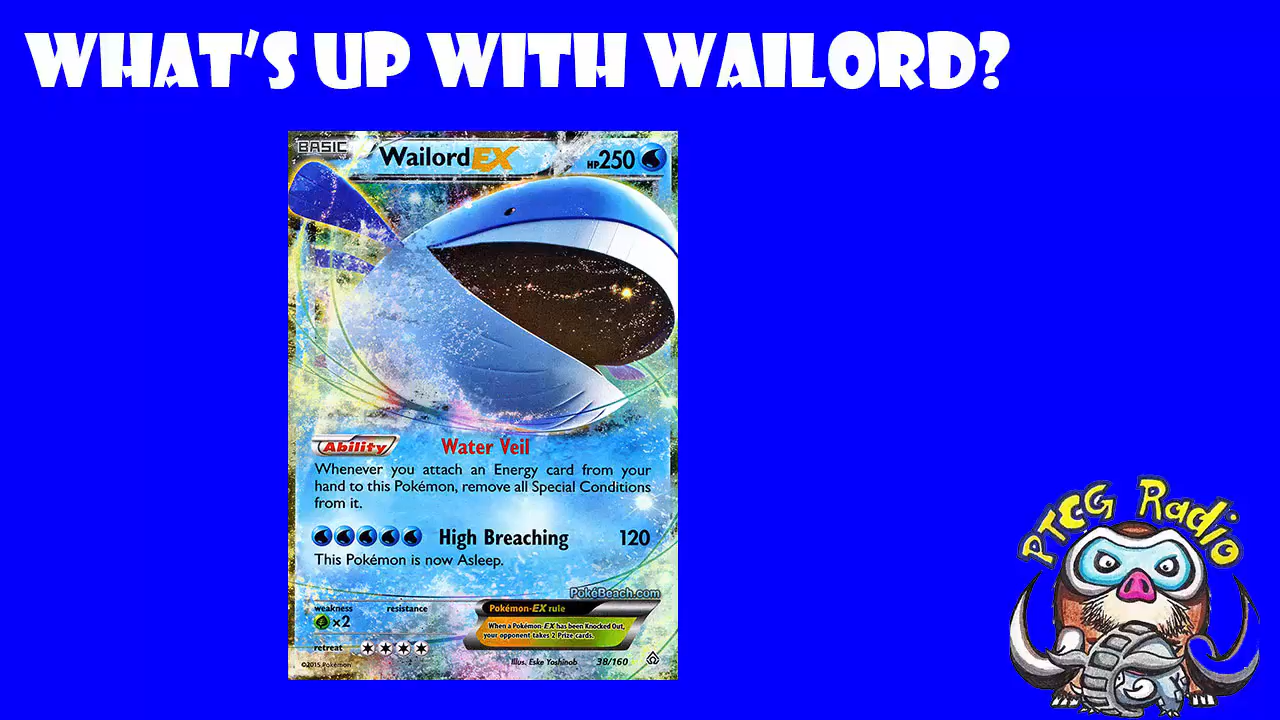 WHAT'S UP WITH WAILORD?
BASIC
Wailord EX
HP250
Ability Water Veil
Whenever you attach an Energy card from your
hand to this Pokémon, remove all Special Conditions
from it.
High Breaching 120
This Pokémon is now Asleep.
PokéBeach.com
weakness resistance
×2
Pokémon-EX rule
When a Pokémon-EX has been Knocked Out,
your opponent takes 2 Prize cards.
retreat
©2015 Pokémon
Illus. Eske Yoshinob
38/160
PTCG Radio